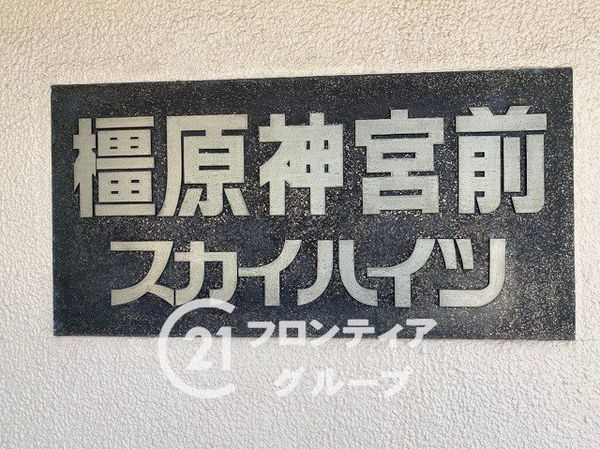 橿原神宮前
スカイハイツ
C21 フロンティア
グループ